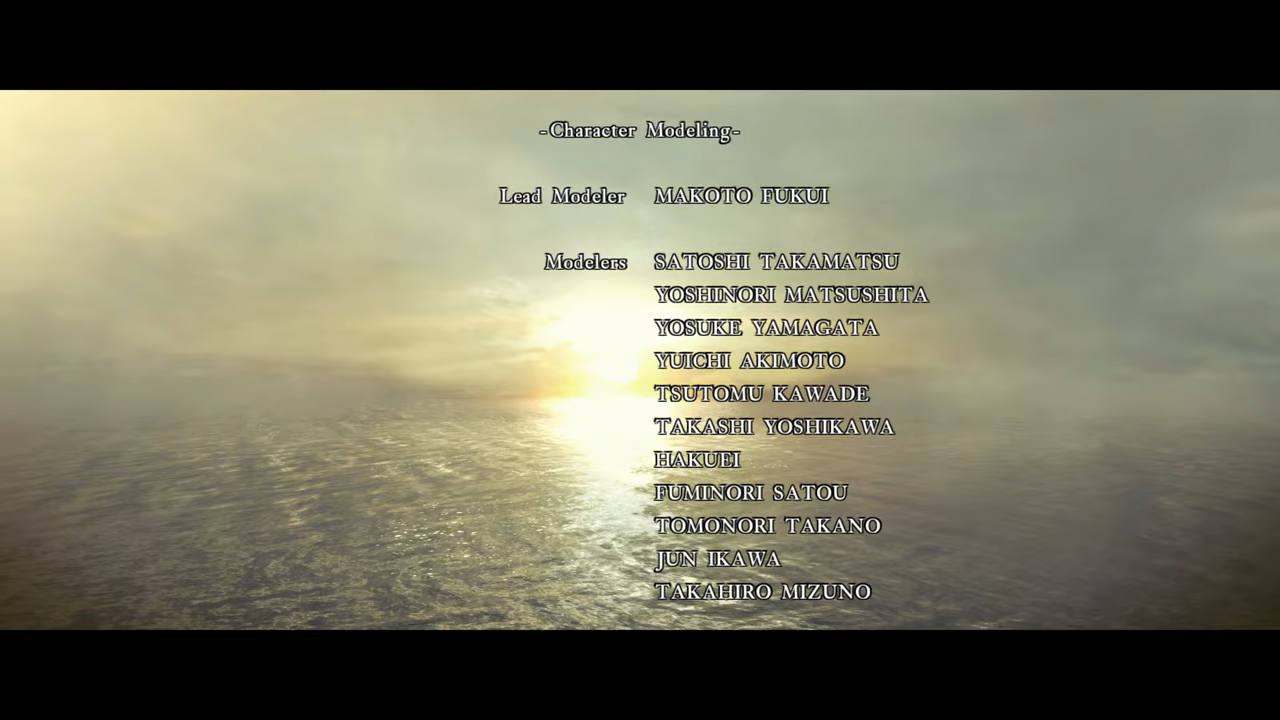 -Character Modeling-
Lead Modeler MAKOTO FUKUI
Modelers SATOSHI TAKAMATSU
YOSHINORI MATSUSHITA
YOSUKE YAMAGATA
YUICHI AKIMOTO
TSUTOMU KAWADE
TAKASHI YOSHIKAWA
HAKUEI
FUMINORI SATOU
TOMONORI TAKANO
JUN IKAWA
TAKAHIRO MIZUNO